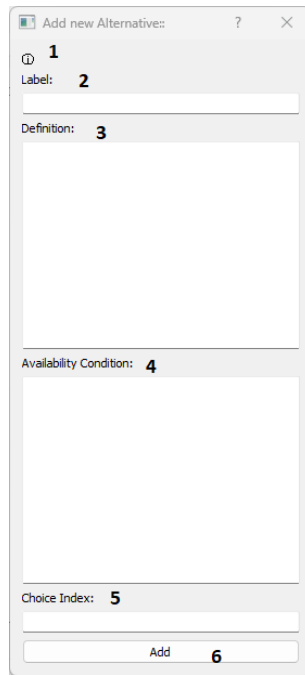 Add new Alternative:: ?
1
Label: 2
Definition: 3
Availability Condition: 4
Choice Index: 5
Add 6